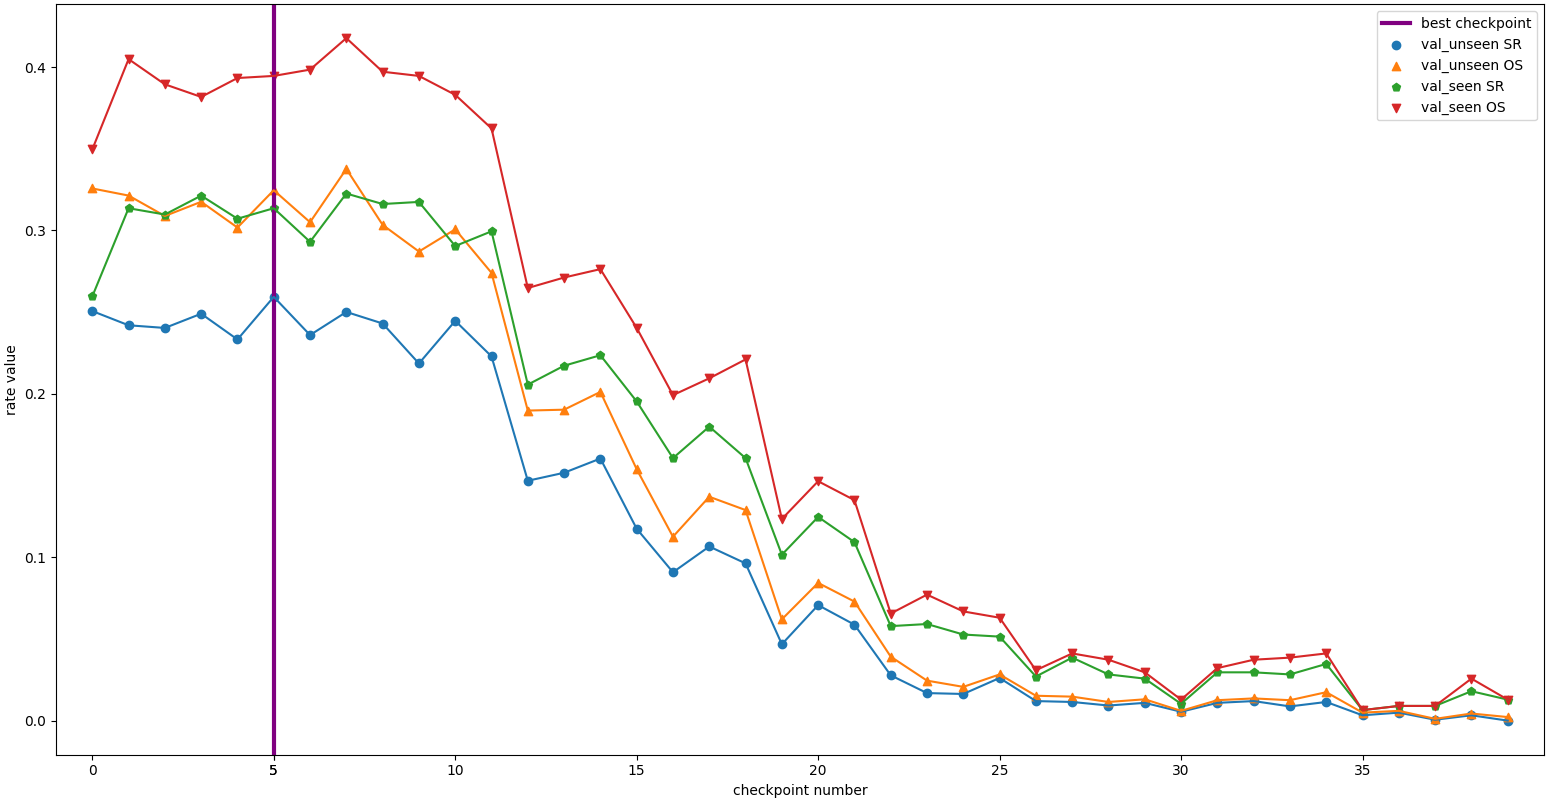 best checkpoint
val_unseen SR
val_unseen OS
val_seen SR
val_seen OS
0.4
0.3
0.2
0.1
0.0
rate value
0 5 10 15 20 25 30 35
checkpoint number